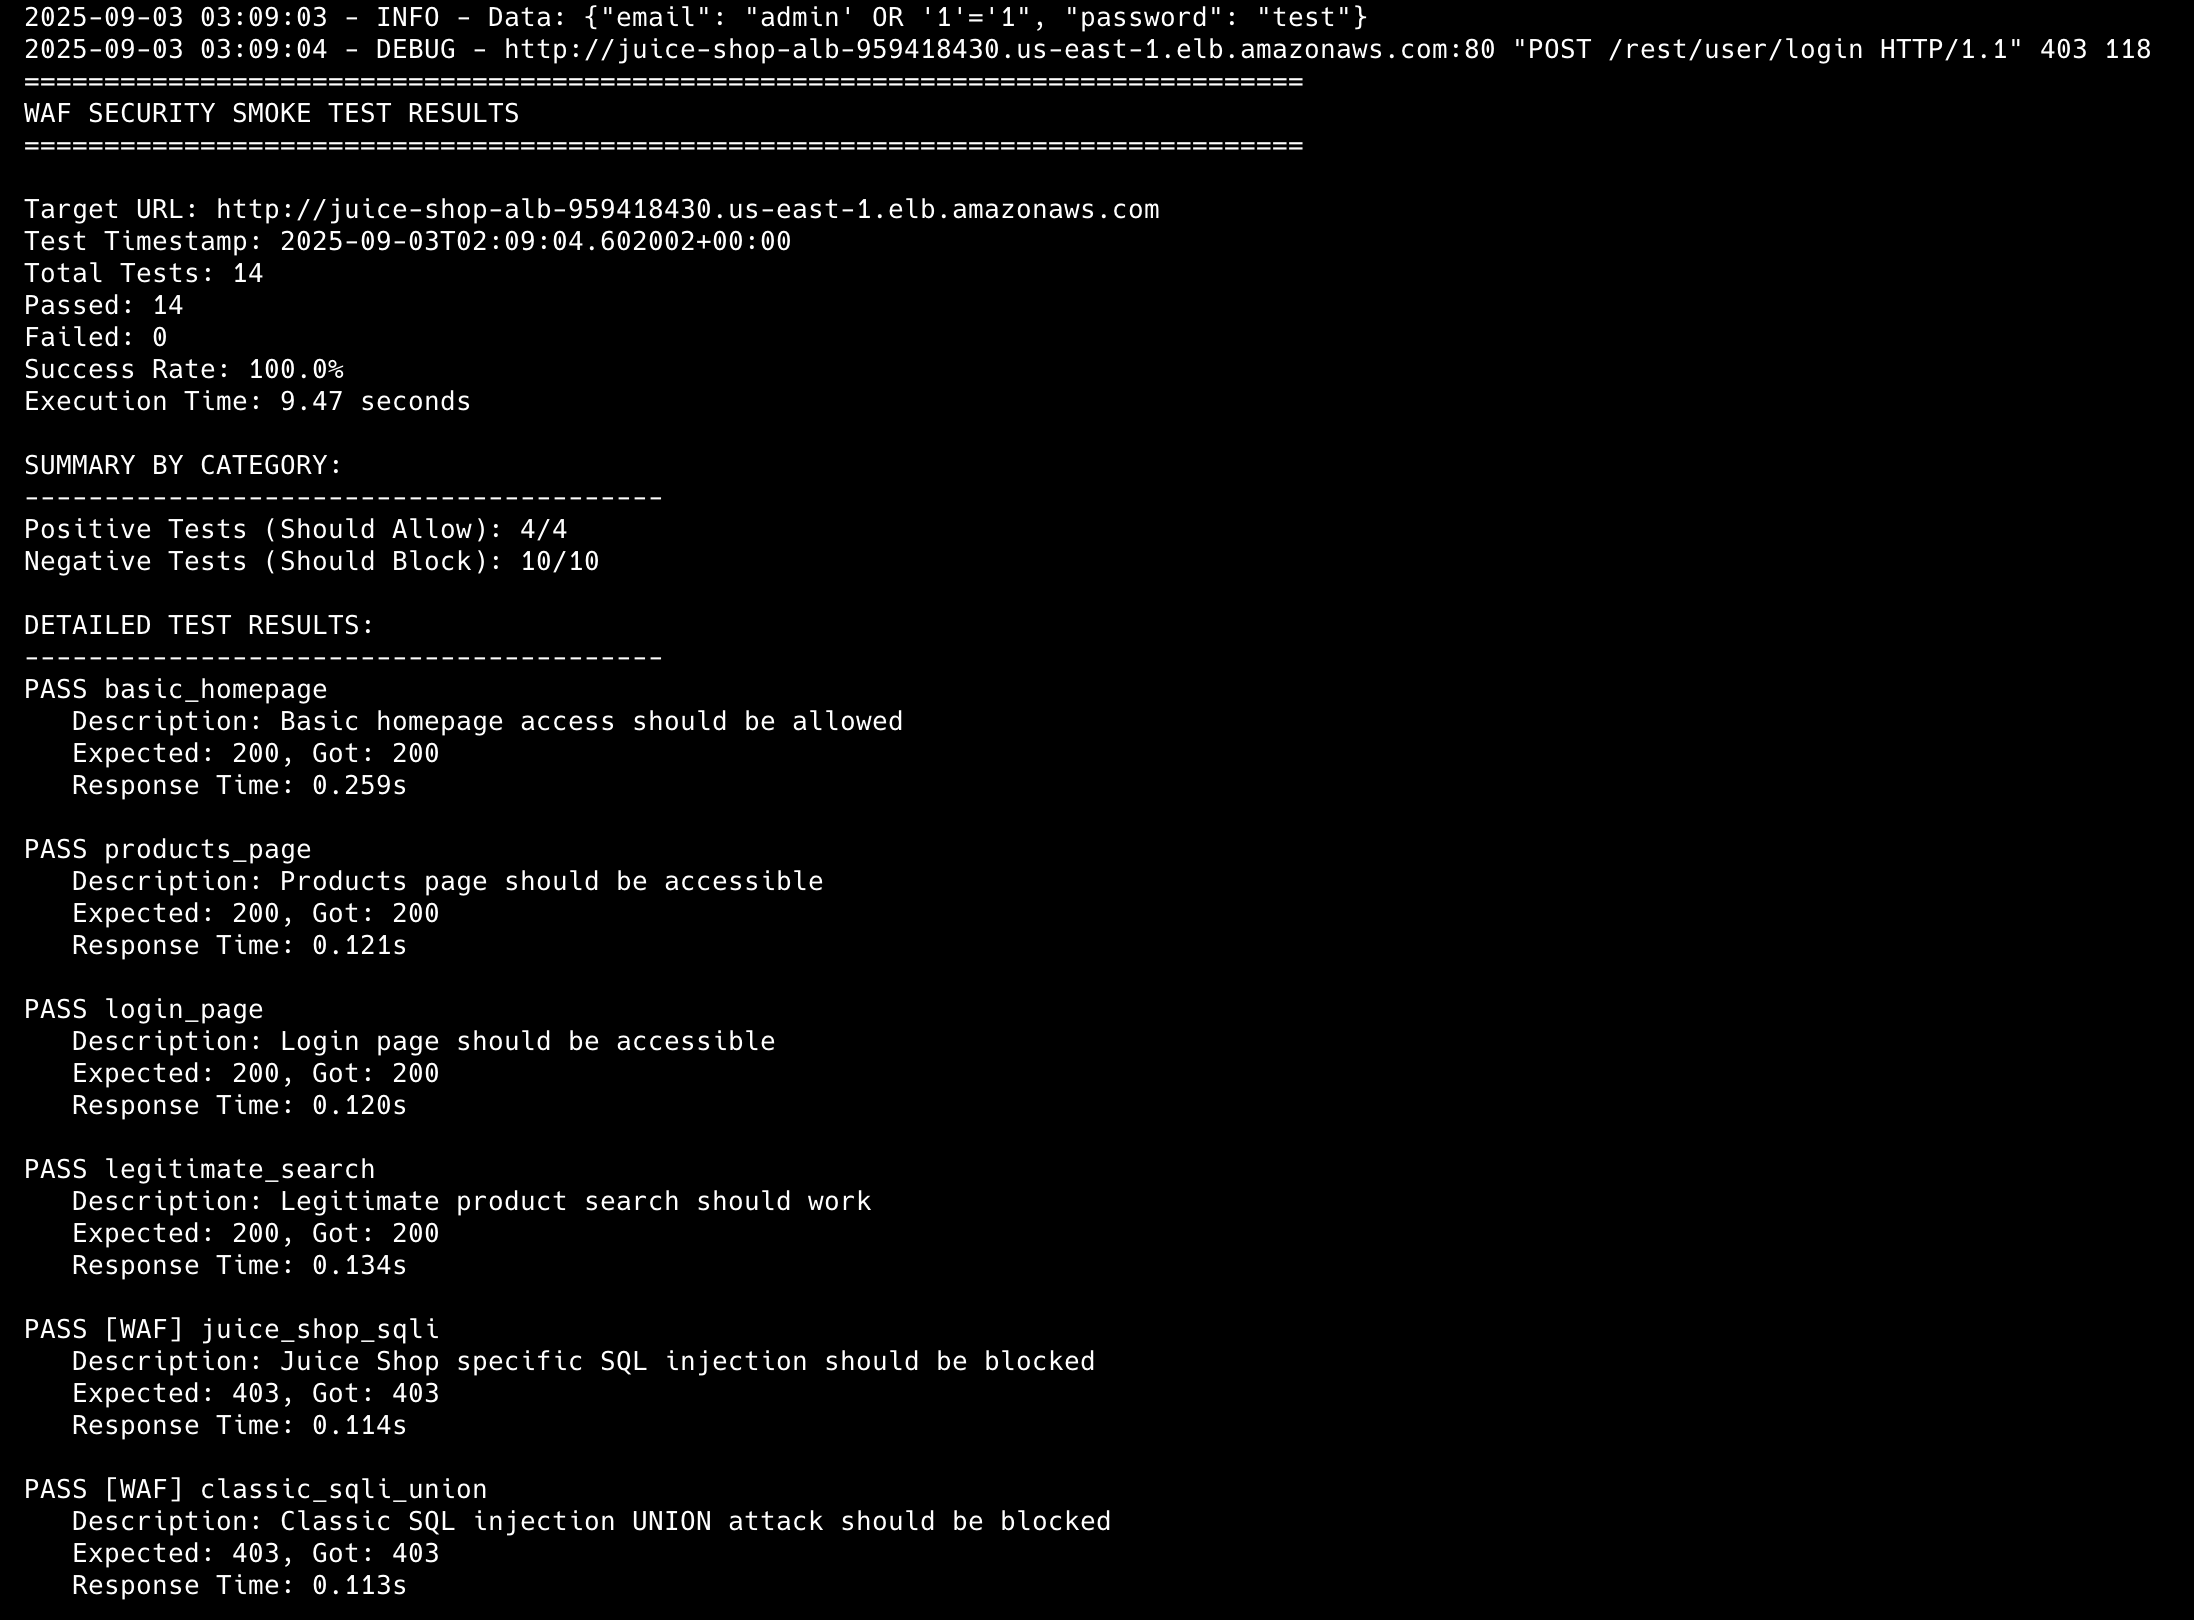 2025-09-03 03:09:03 - INFO - Data: {"email": "admin' OR '1'='1", "password": "test"}
2025-09-03 03:09:04 - DEBUG - http://juice-shop-alb-959418430.us-east-1.elb.amazonaws.com:80 "POST /rest/user/login HTTP/1.1" 403 118
================================================================================
WAF SECURITY SMOKE TEST RESULTS
================================================================================

Target URL: http://juice-shop-alb-959418430.us-east-1.elb.amazonaws.com
Test Timestamp: 2025-09-03T02:09:04.602002+00:00
Total Tests: 14
Passed: 14
Failed: 0
Success Rate: 100.0%
Execution Time: 9.47 seconds

SUMMARY BY CATEGORY:
----------------------------------------
Positive Tests (Should Allow): 4/4
Negative Tests (Should Block): 10/10

DETAILED TEST RESULTS:
----------------------------------------
PASS basic_homepage
   Description: Basic homepage access should be allowed
   Expected: 200, Got: 200
   Response Time: 0.259s

PASS products_page
   Description: Products page should be accessible
   Expected: 200, Got: 200
   Response Time: 0.121s

PASS login_page
   Description: Login page should be accessible
   Expected: 200, Got: 200
   Response Time: 0.120s

PASS legitimate_search
   Description: Legitimate product search should work
   Expected: 200, Got: 200
   Response Time: 0.134s

PASS [WAF] juice_shop_sqli
   Description: Juice Shop specific SQL injection should be blocked
   Expected: 403, Got: 403
   Response Time: 0.114s

PASS [WAF] classic_sqli_union
   Description: Classic SQL injection UNION attack should be blocked
   Expected: 403, Got: 403
   Response Time: 0.113s